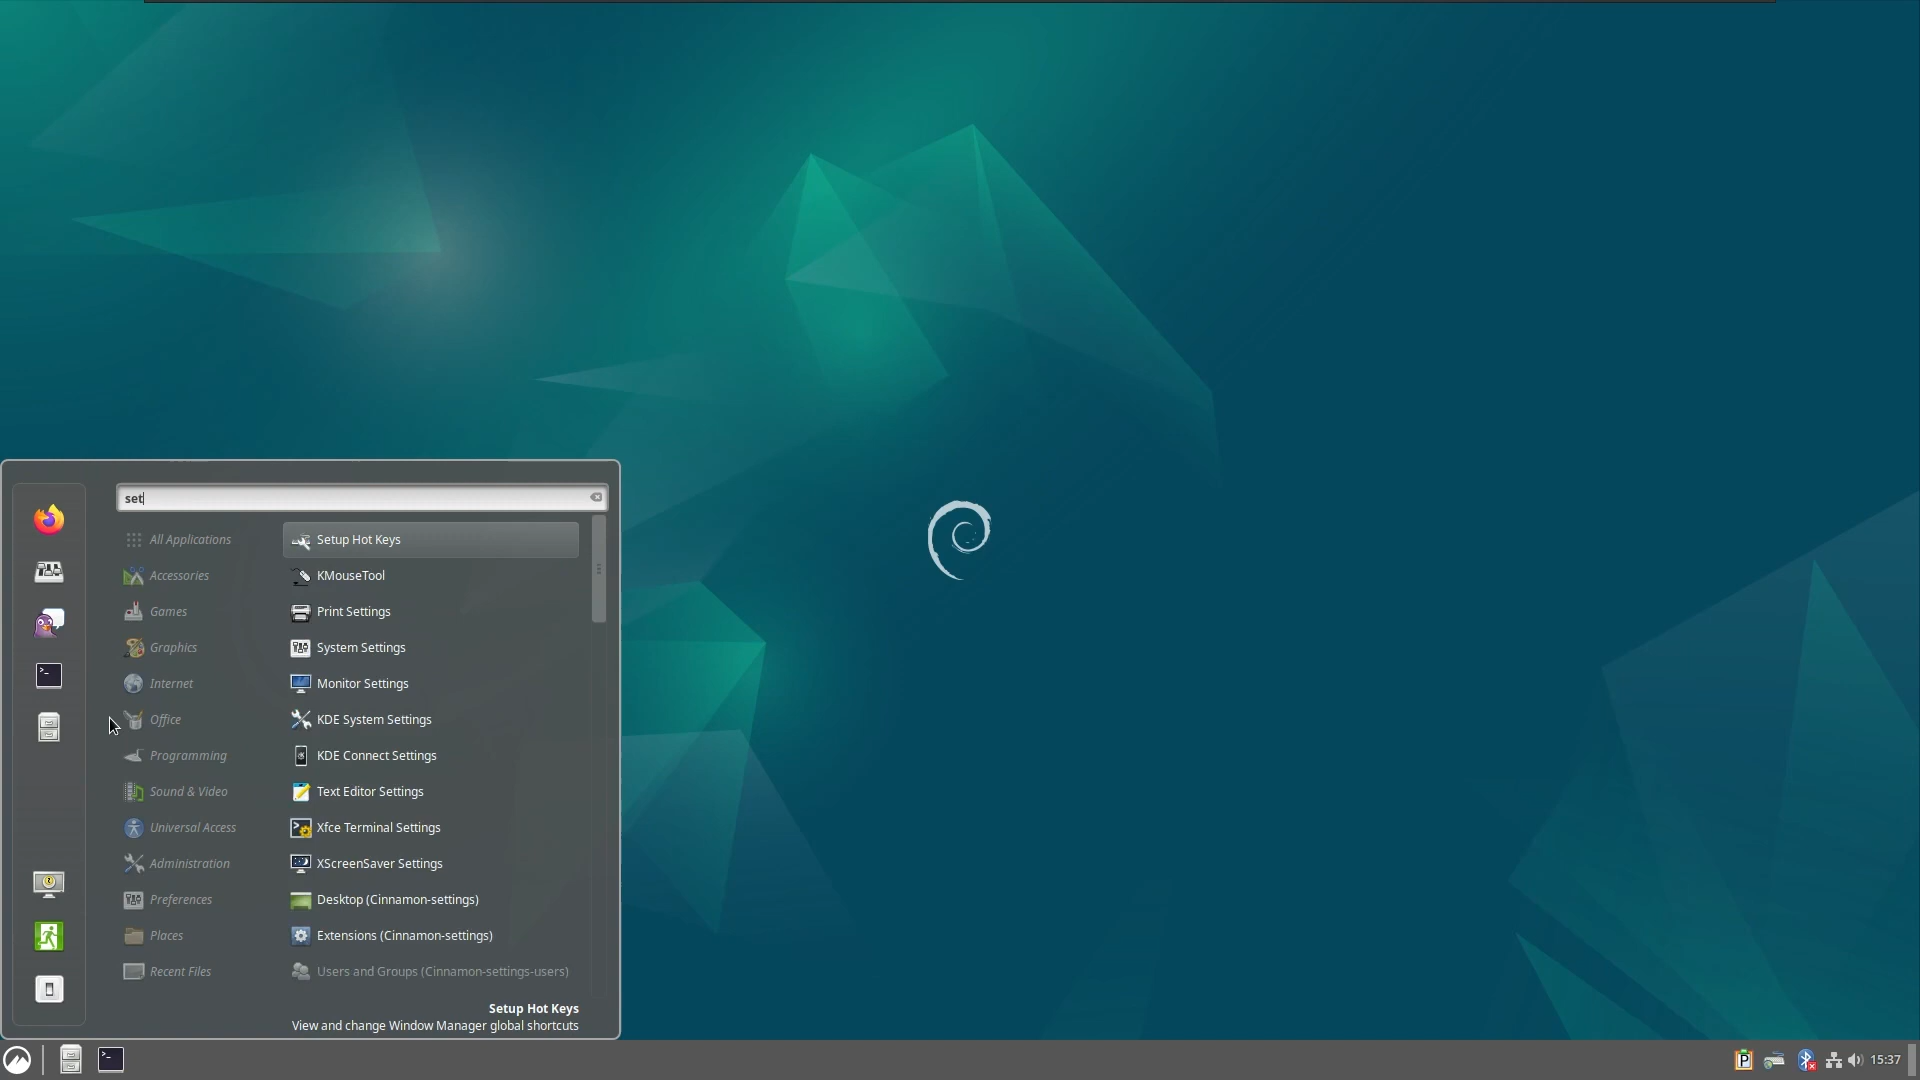 set
All Applications
Accessories
Games
Graphics
Internet
Office
Programming
Sound & Video
Universal Access
Administration
Preferences
Places
Recent Files
Setup Hot Keys
KMouseTool
Print Settings
System Settings
Monitor Settings
KDE System Settings
KDE Connect Settings
Text Editor Settings
Xfce Terminal Settings
XScreenSaver Settings
Desktop (Cinnamon-settings)
Extensions (Cinnamon-settings)
Users and Groups (Cinnamon-settings-users)
Setup Hot Keys
View and change Window Manager global shortcuts
15:37